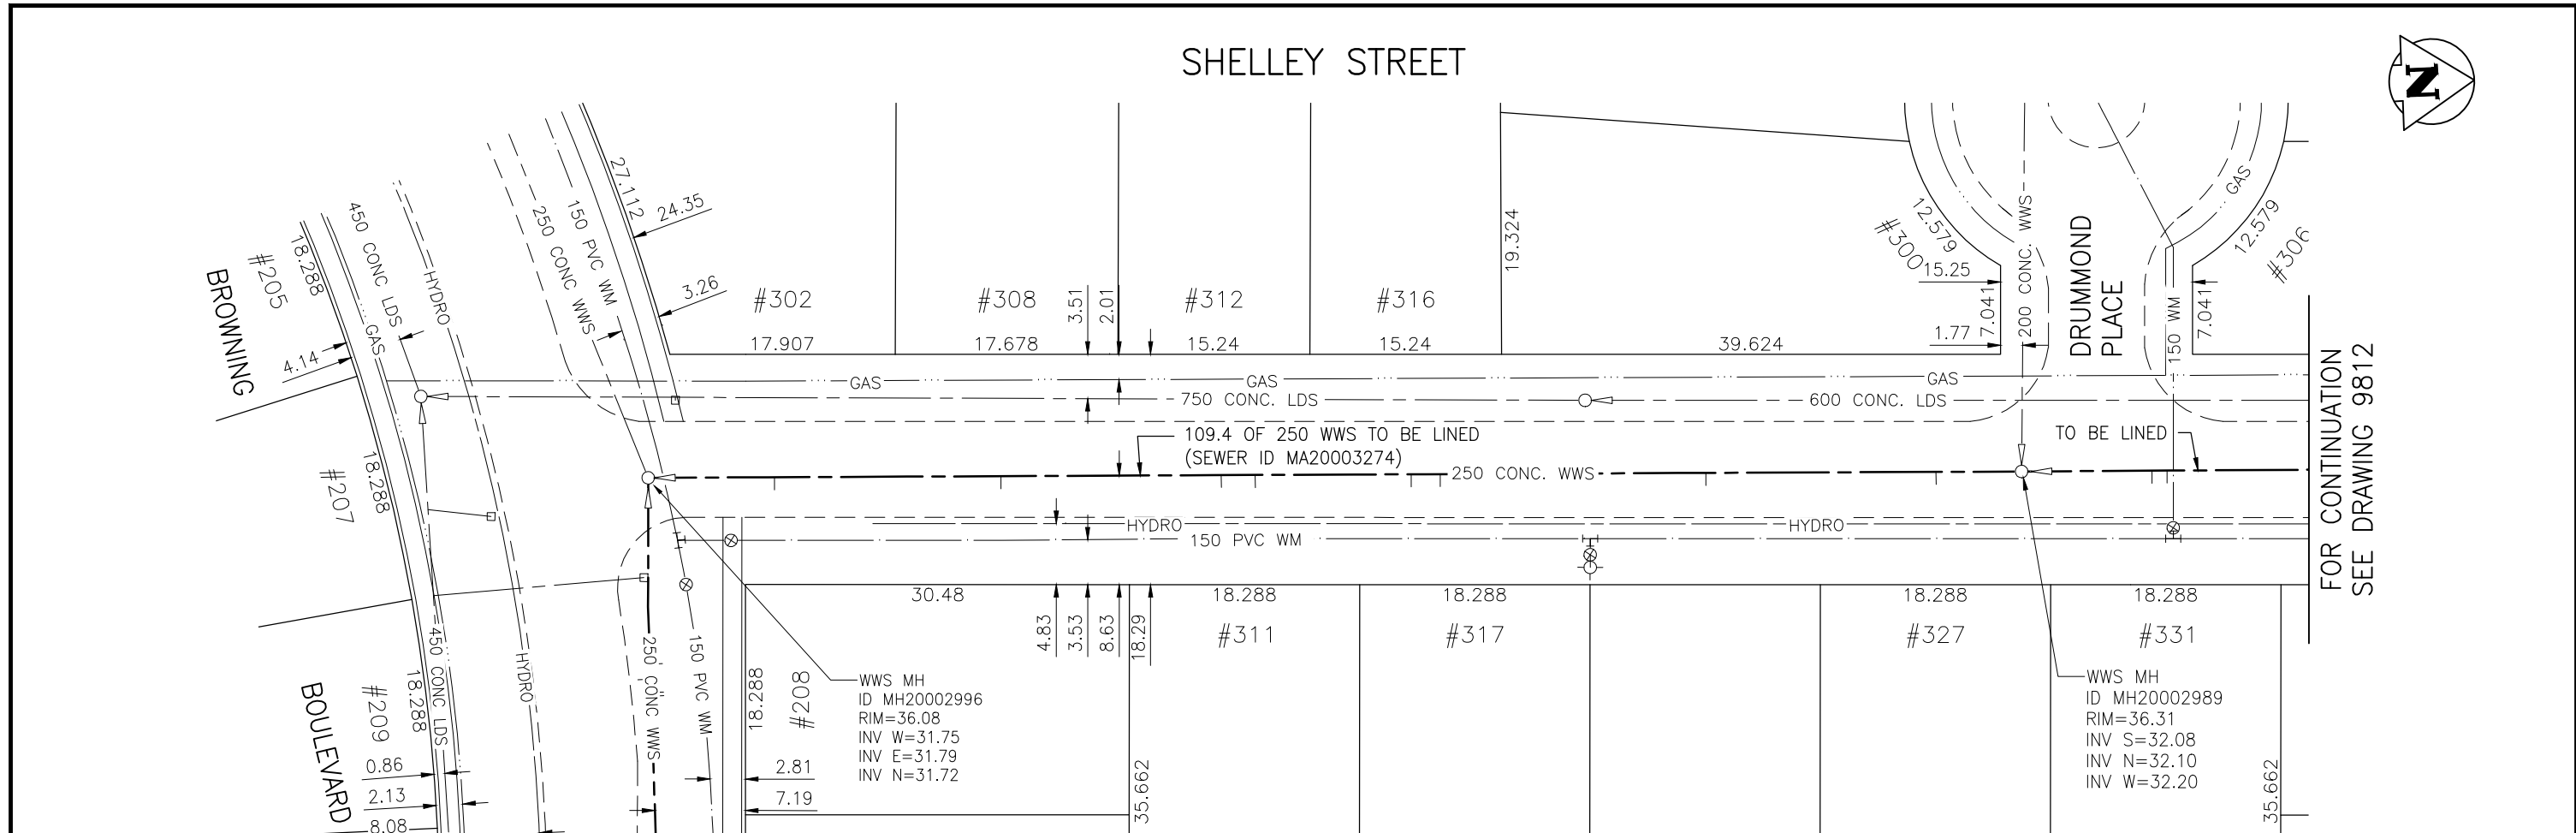 SHELLEY STREET
N
BROWNING
BOULEVARD
#205
#207
#209
18.288
18.288
18.288
4.14
0.86
2.13
8.08
450 CONC LDS
GAS
HYDRO
250 CONC WWS
150 PVC WM
27.112
24.35
3.26
450 CONC LDS
HYDRO
250 CONC WWS
150 PVC WM
#302
#308
#312
#316
17.907
17.678
3.51
2.01
15.24
15.24
19.324
39.624
#300
12.579
15.25
1.77
7.041
200 CONC. WWS
DRUMMOND
PLACE
150 WM
7.041
GAS
12.579
#306
GAS
GAS
GAS
750 CONC. LDS
600 CONC. LDS
109.4 OF 250 WWS TO BE LINED
(SEWER ID MA20003274)
TO BE LINED
250 CONC. WWS
HYDRO
HYDRO
150 PVC WM
FOR CONTINUATION
SEE DRAWING 9812
30.48
18.288
18.288
18.288
18.288
4.83
3.53
8.63
18.29
#311
#317
#327
#331
18.288
#208
2.81
7.19
35.662
35.662
WWS MH
ID MH20002996
RIM=36.08
INV W=31.75
INV E=31.79
INV N=31.72
WWS MH
ID MH20002989
RIM=36.31
INV S=32.08
INV N=32.10
INV W=32.20